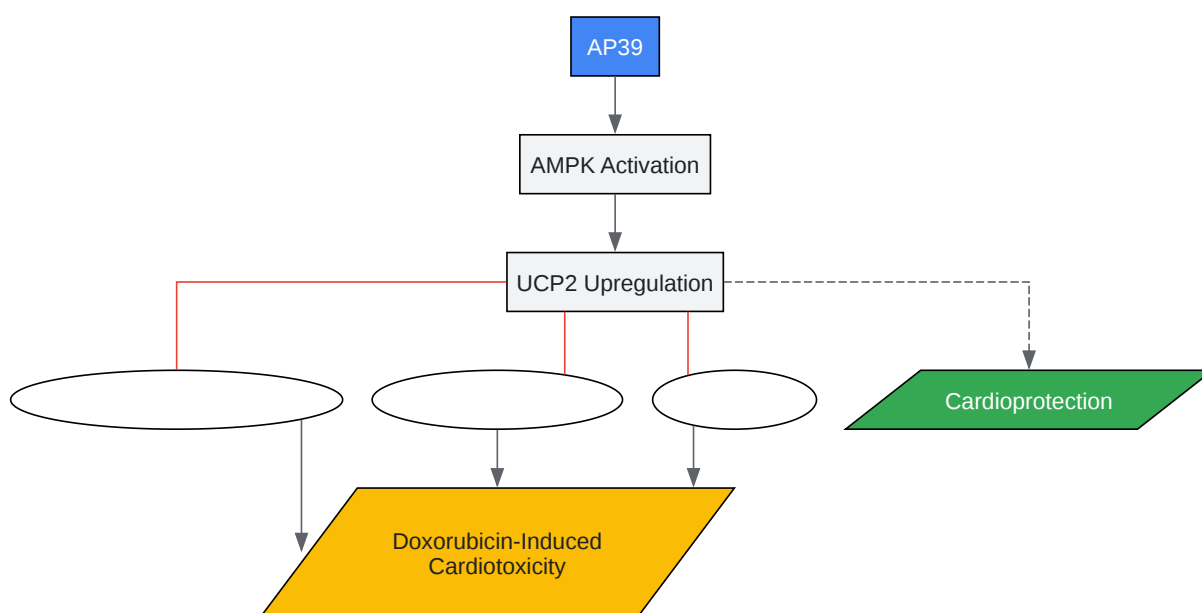 AP39
AMPK Activation
UCP2 Upregulation
Cardioprotection
Doxorubicin-Induced
Cardiotoxicity